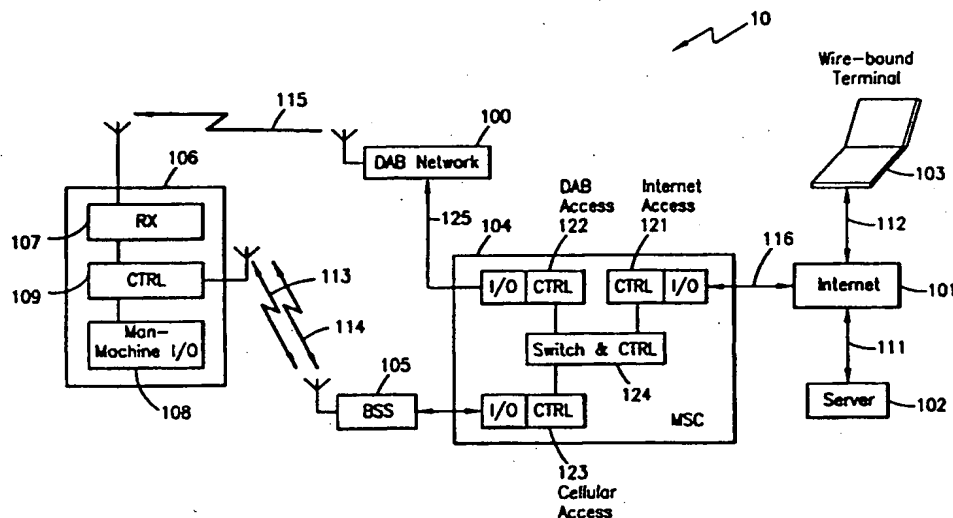 10
Wire-bound
Terminal
115
100
DAB Network
103
106
DAB
Access
Internet
Access
107
RX
125
104
122
121
116
112
109
CTRL
113
I/O CTRL
CTRL I/O
Internet
101
Man-
Machine I/O
114
Switch & CTRL
111
108
105
124
BSS
I/O CTRL
MSC
Server
102
123
Cellular
Access